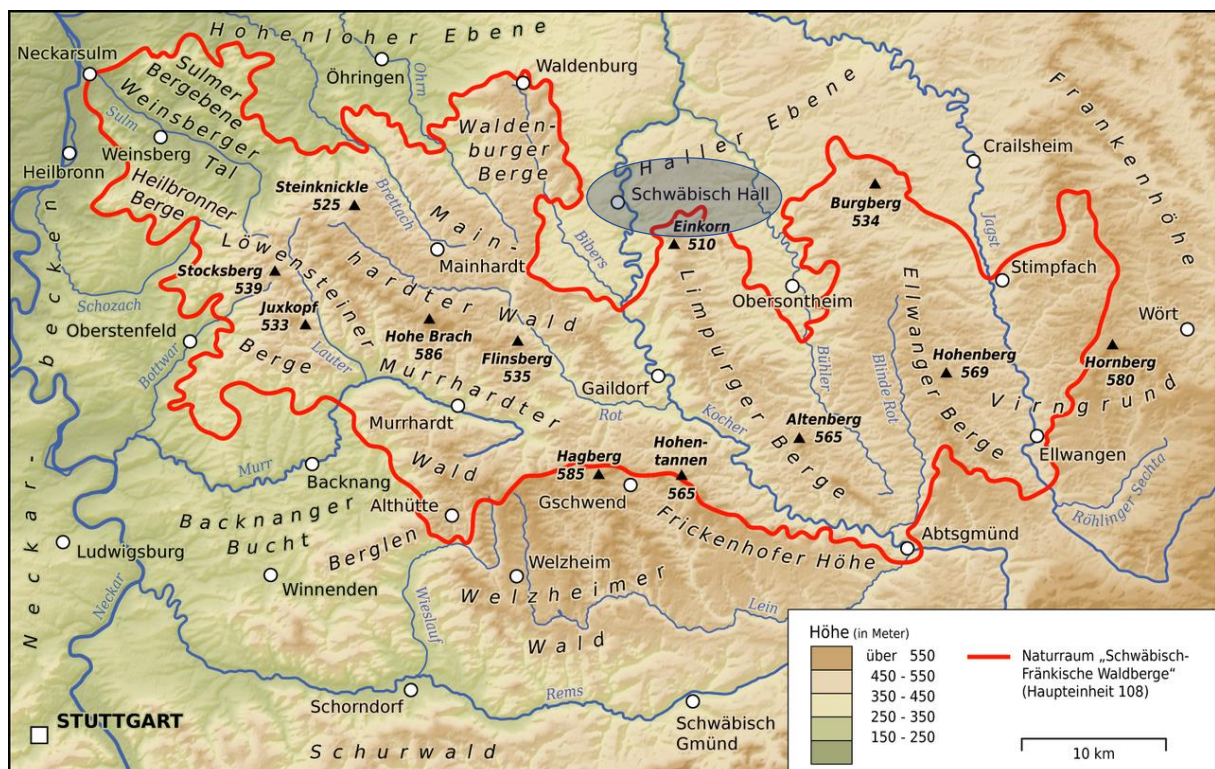 Hohenloher Ebene
Neckarsulm
Sulmer
Bergebene
Öhringen
Ohrn
Waldenburg
Weinsberger
Tal
Sulm
Weinsberg
Heilbronn
Heilbronner
Berge
Walden-
burger
Berge
Haller Ebene
Schwäbisch Hall
Crailsheim
Frankenhöhe
Steinknickle
525
Brettach
Main-
hardter Wald
Mainhardt
Bibers
Einkorn
510
Burgberg
534
Jagst
Stimpfach
Löwensteiner
Berge
Stocksberg
539
Schozach
Juxkopf
533
Oberstenfeld
Bottwar
Lauter
Hohe Brach
586
Flinsberg
535
Obersontheim
Limpurger
Berge
Ellwanger Berge
Bühler
Blinde Rot
Hohenberg
569
Wört
Hornberg
580
Virngrund
Murrhardter
Wald
Gaildorf
Rot
Kocher
Murrhardt
Altenberg
565
Ellwangen
Murr
Backnang
Hagberg
585
Hohen-
tannen
565
Gschwend
Röhlinger Sechta
Neckar-
becken
Backnanger
Bucht
Althütte
Frickenhofer Höhe
Abtsgmünd
Ludwigsburg
Berglen
Winnenden
Welzheim
Welzheimer
Wald
Neckar
Wieslauf
Lein
Rems
Schorndorf
Schwäbisch
Gmünd
STUTTGART
Schurwald
Höhe (in Meter)
über 550
450 - 550
350 - 450
250 - 350
150 - 250
Naturraum „Schwäbisch-
Fränkische Waldberge“
(Haupteinheit 108)
10 km